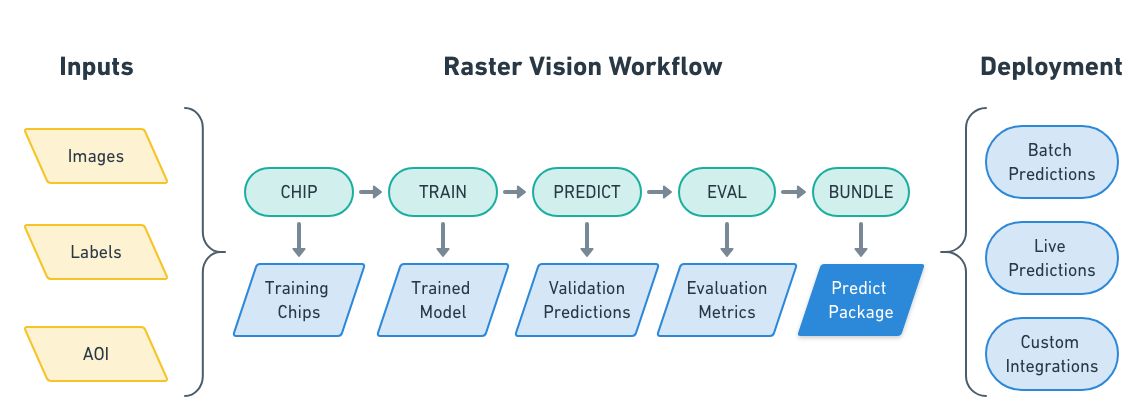 Inputs
Raster Vision Workflow
Deployment
Images
Labels
AOI
CHIP
TRAIN
PREDICT
EVAL
BUNDLE
Training
Chips
Trained
Model
Validation
Predictions
Evaluation
Metrics
Predict
Package
Batch
Predictions
Live
Predictions
Custom
Integrations